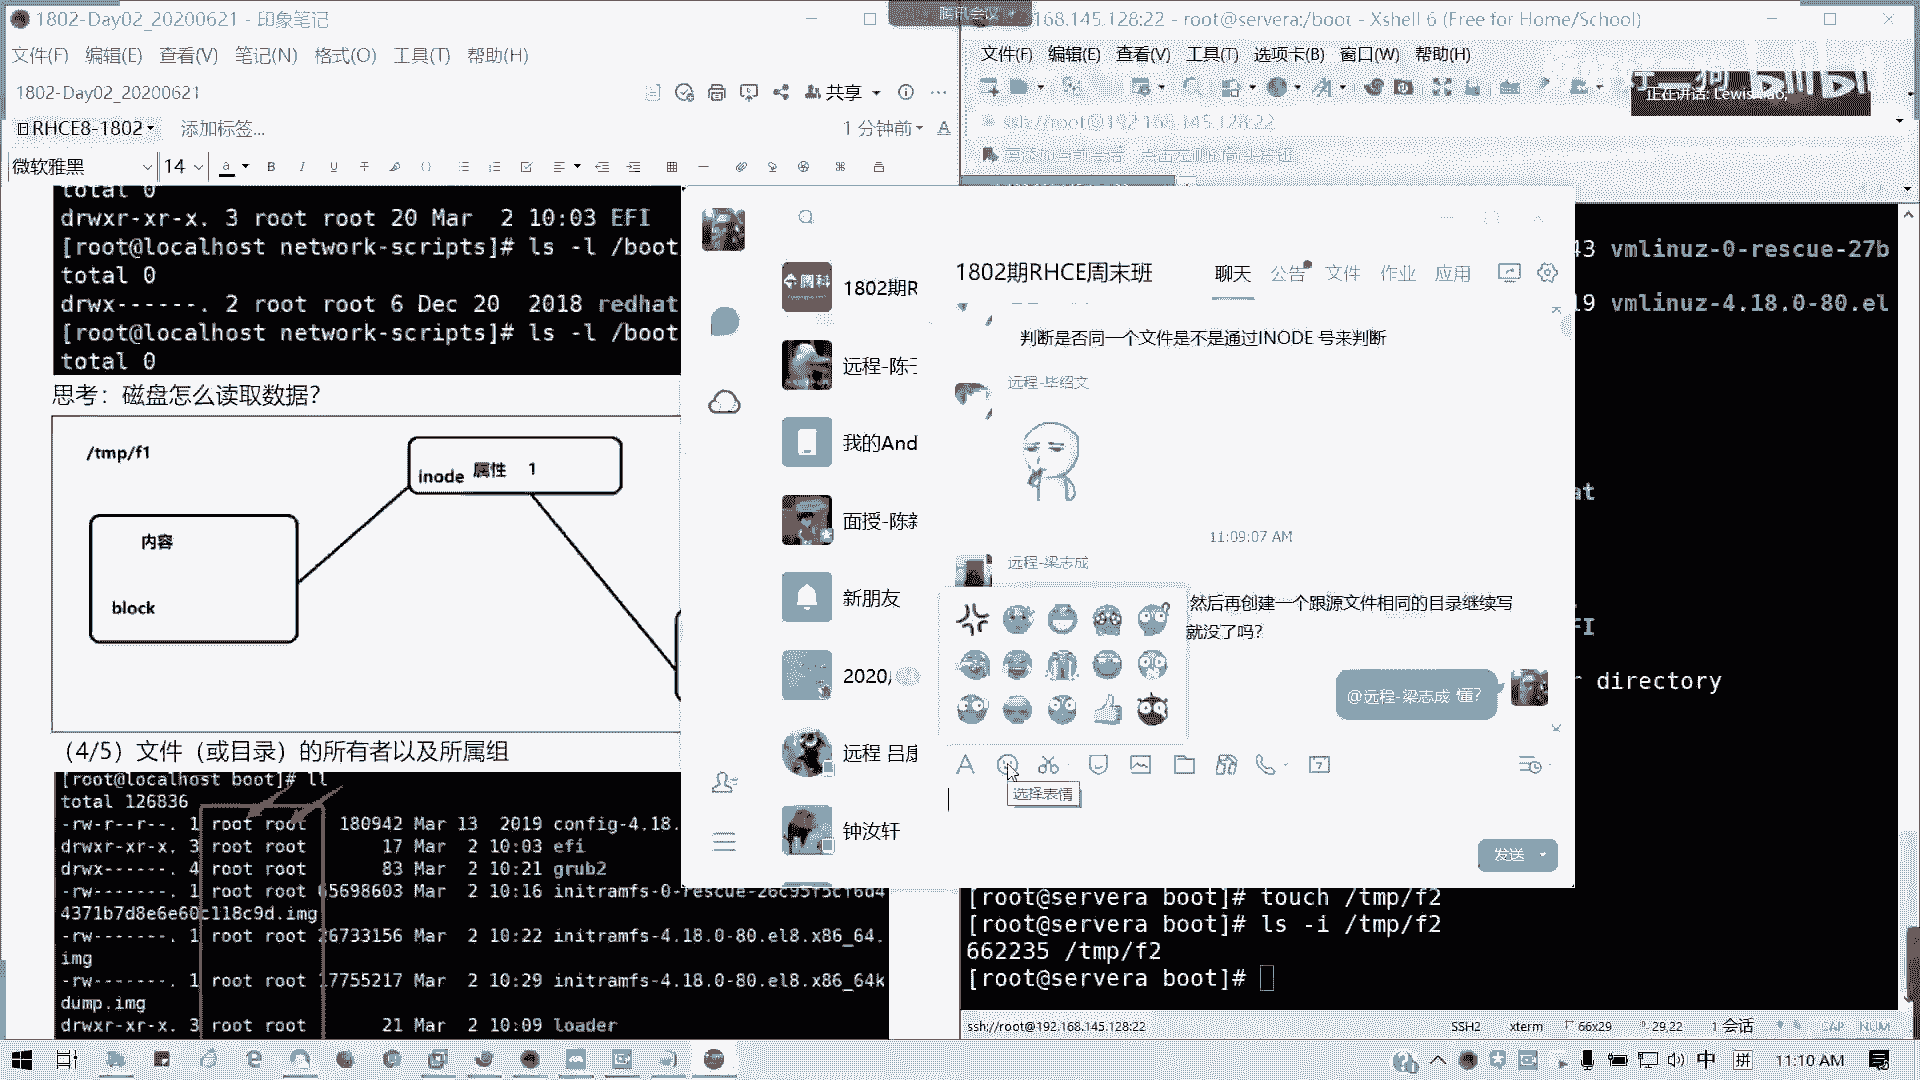 1802-Day02_20200621 - 印象笔记
文件(F) 编辑(E) 查看(V) 笔记(N) 格式(O) 工具(T) 帮助(H)
1802-Day02_20200621
共享
RHCE8-1802
添加标签...
1 分钟前
微软雅黑
14
total 0
drwxr-xr-x. 3 root root 20 Mar  2 10:03 EFI
[root@localhost network-scripts]# ls -l /boot
total 0
drwx------. 2 root root 6 Dec 20  2018 redhat
[root@localhost network-scripts]# ls -l /boot
total 0
思考：磁盘怎么读取数据？
/tmp/f1
inode 属性 1
内容
block
（4/5）文件（或目录）的所有者以及所属组
[root@localhost boot]# ll
total 126836
-rw-r--r--. 1 root root 180942 Mar 13  2019 config-4.18.
drwxr-xr-x. 3 root root 17 Mar  2 10:03 efi
drwx------. 4 root root 83 Mar  2 10:21 grub2
-rw-------. 1 root root 65698603 Mar  2 10:16 initramfs-0-rescue-26c95f5cf6d4
4371b7d8e6e60c118c9d.img
-rw-------. 1 root root 26733156 Mar  2 10:22 initramfs-4.18.0-80.el8.x86_64.
img
-rw-------. 1 root root 17755217 Mar  2 10:29 initramfs-4.18.0-80.el8.x86_64k
dump.img
drwxr-xr-x. 3 root root 21 Mar  2 10:09 loader
腾讯会议
168.145.128:22 - root@servera:/boot - Xshell 6 (Free for Home/School)
文件(F) 编辑(E) 查看(V) 工具(T) 选项卡(B) 窗口(W) 帮助(H)
正在讲话:
ssh://root@192.168.145.128:22
43 vmlinuz-0-rescue-27b
19 vmlinuz-4.18.0-80.el
at
FI
r directory
[root@servera boot]# touch /tmp/f2
[root@servera boot]# ls -i /tmp/f2
662235 /tmp/f2
[root@servera boot]#
ssh://root@192.168.145.128:22
SSH2
xterm
66x29
29,22
1 会话
CAP NUM
1802期R
远程-陈
我的And
面授-陈新
新朋友
2020
远程 吕
钟汝轩
1802期RHCE周末班
聊天 公告 文件 作业 应用
判断是否同一个文件是不是通过INODE 号来判断
远程-毕绍文
11:09:07 AM
远程-梁志成
然后再创建一个跟源文件相同的目录继续写
就没了吗？
@远程-梁志成 懂？
选择表情
发送
中
拼
11:10 AM